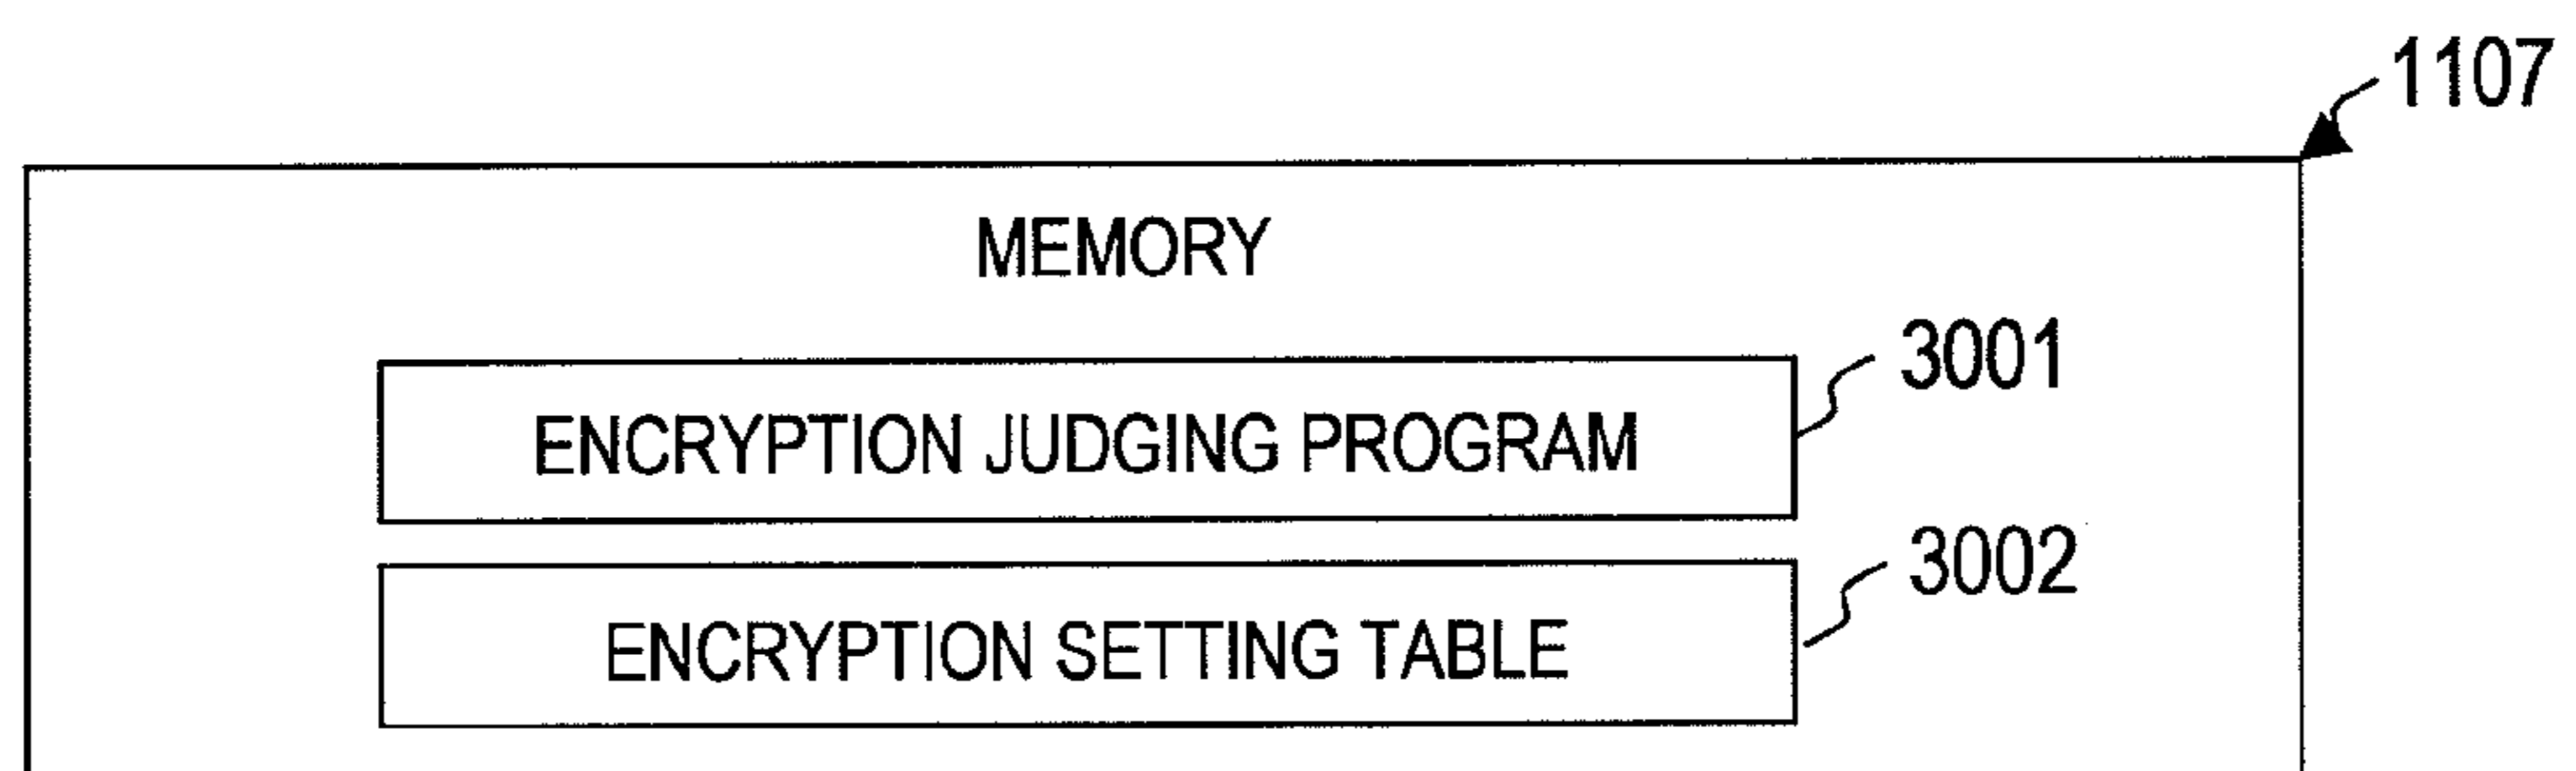 1107
MEMORY
3001
ENCRYPTION JUDGING PROGRAM
3002
ENCRYPTION SETTING TABLE